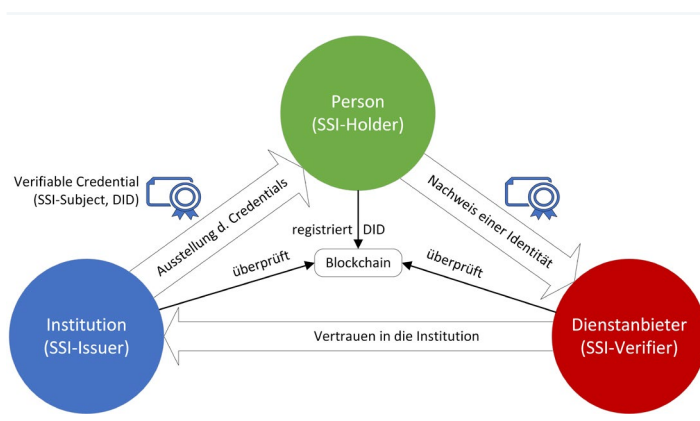 Person
(SSI-Holder)
Verifiable Credential
(SSI-Subject, DID)
Ausstellung d. Credentials
Nachweis einer Identität
registriert DID
überprüft
Blockchain
überprüft
Institution
(SSI-Issuer)
Vertrauen in die Institution
Dienstanbieter
(SSI-Verifier)